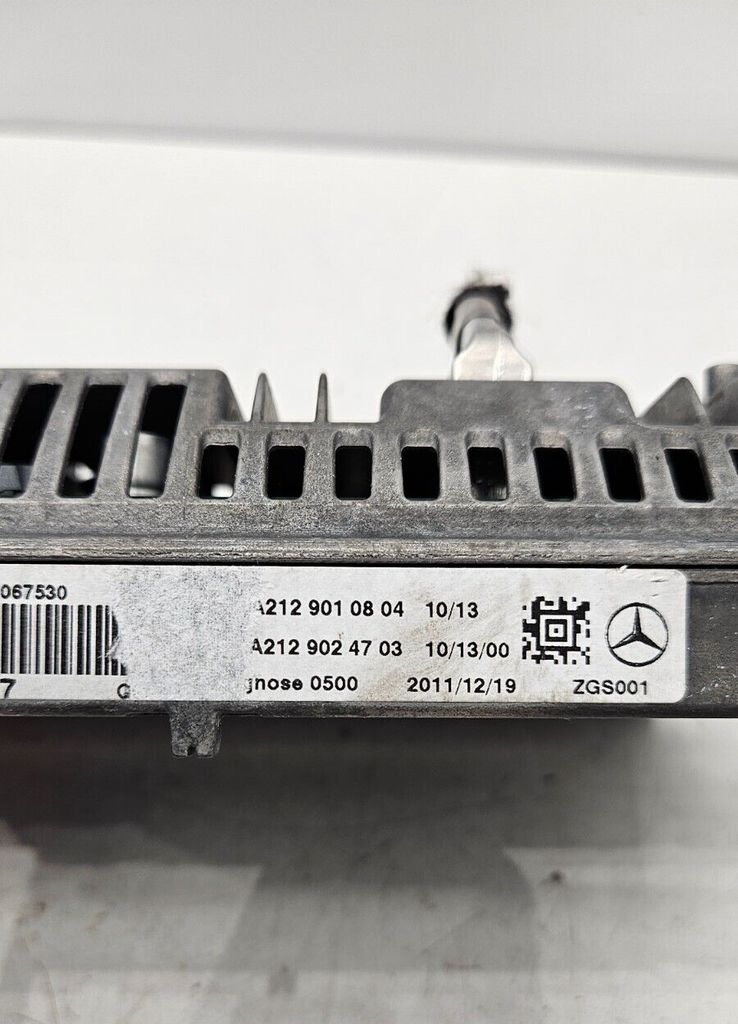 067530
A212 901 08 04 10/13
A212 902 47 03 10/13/00
7 gnose 0500 2011/12/19 ZGS001